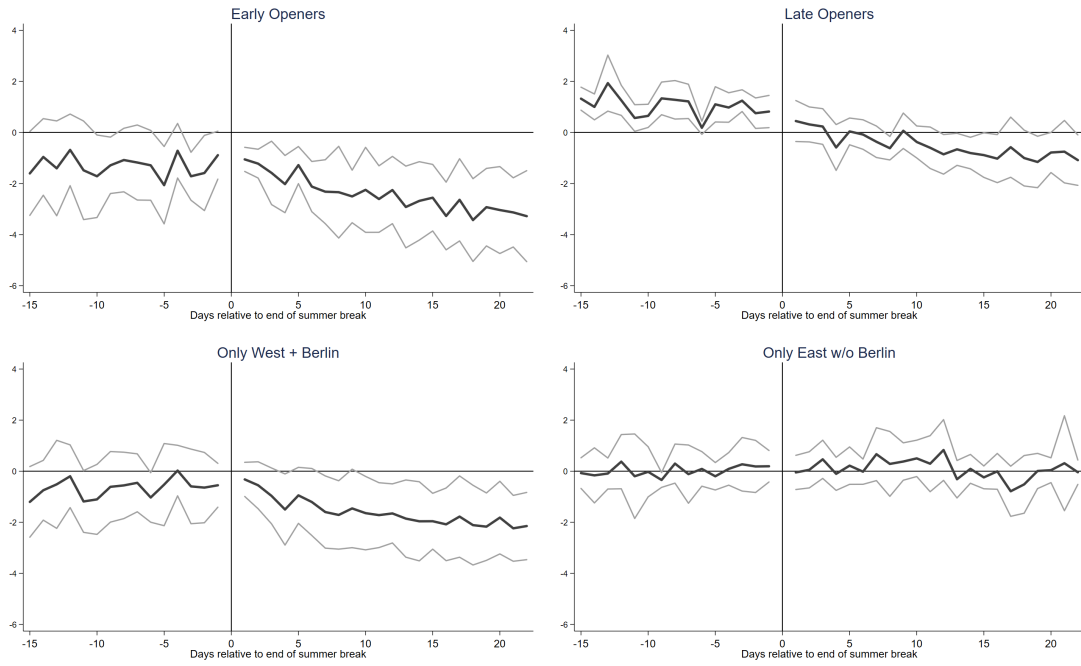 Early Openers
4
2
0
-2
-4
-6
-15 -10 -5 0 5 10 15 20
Days relative to end of summer break
Late Openers
4
2
0
-2
-4
-6
-15 -10 -5 0 5 10 15 20
Days relative to end of summer break
Only West + Berlin
4
2
0
-2
-4
-6
-15 -10 -5 0 5 10 15 20
Days relative to end of summer break
Only East w/o Berlin
4
2
0
-2
-4
-6
-15 -10 -5 0 5 10 15 20
Days relative to end of summer break